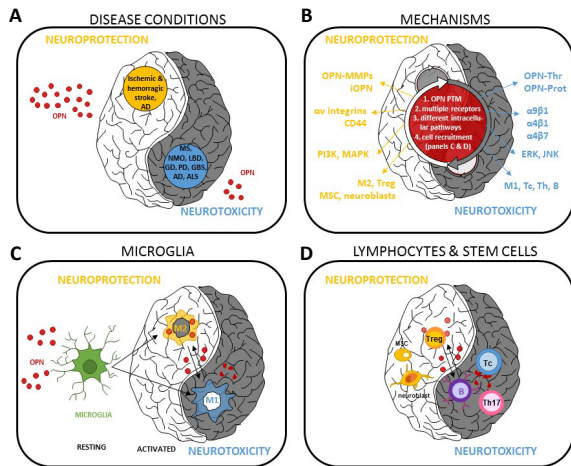 A
DISEASE CONDITIONS
NEUROPROTECTION
OPN
Ischemic &
hemorragic
stroke,
AD
MS,
NMO, LBD,
GD, PD, GBS,
AD, ALS
OPN
NEUROTOXICITY
B
MECHANISMS
NEUROPROTECTION
OPN-MMPs
iOPN
αv integrins
CD44
PI3K, MAPK
M2, Treg
MSC, neuroblasts
1. OPN PTM
2. multiple receptors
3. different intracellu-
lar pathways
4. cell recruitment
(panels C & D)
OPN-Thr
OPN-Prot
α9β1
α4β1
α4β7
ERK, JNK
M1, Tc, Th, B
NEUROTOXICITY
C
MICROGLIA
NEUROPROTECTION
OPN
M2
M1
MICROGLIA
RESTING
ACTIVATED
NEUROTOXICITY
D
LYMPHOCYTES & STEM CELLS
NEUROPROTECTION
MSC
Treg
neuroblast
Tc
B
Th17
NEUROTOXICITY